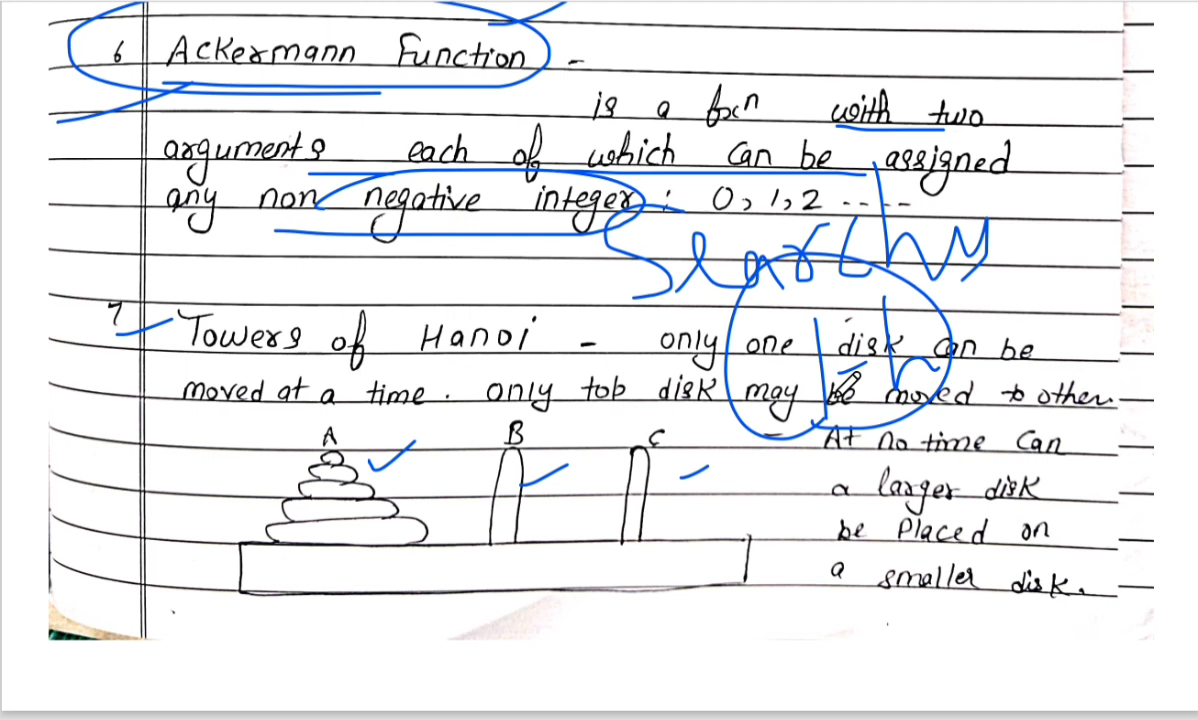 6 Ackermann Function -
is a fxn with two
arguments each of which can be assigned
any non negative integer : 0, 1, 2 .....
7 Towers of Hanoi - only one disk can be
moved at a time. only top disk may be moved to other.
A B C
At no time can
a larger disk
be placed on
a smaller disk.